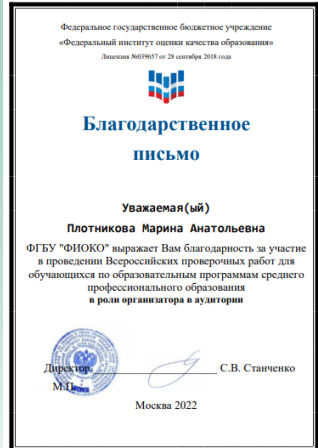 Федеральное государственное бюджетное учреждение
«Федеральный институт оценки качества образования»
Лицензия №039657 от 28 сентября 2018 года
Благодарственное
письмо
Уважаемая(ый)
Плотникова Марина Анатольевна
ФГБУ "ФИОКО" выражает Вам благодарность за участие
в проведении Всероссийских проверочных работ для
обучающихся по образовательным программам среднего
профессионального образования
в роли организатора в аудитории
Директор С.В. Станченко
М.П.
Москва 2022